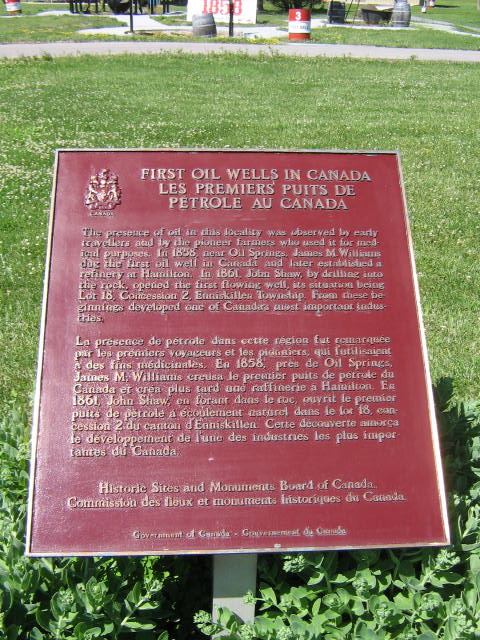 1858
3
CANADA
FIRST OIL WELLS IN CANADA
LES PREMIERS PUITS DE
PÉTROLE AU CANADA
The presence of oil in this locality was observed by early
travellers and by the pioneer farmers who used it for med-
ical purposes. In 1858, near Oil Springs, James M. Williams
dug the first oil well in Canada and later established a
refinery at Hamilton. In 1861, John Shaw, by drilling into
the rock, opened the first flowing well, its situation being
Lot 18, Concession 2, Enniskillen Township. From these be-
ginnings developed one of Canada's most important indus-
tries.
La présence de pétrole dans cette région fut remarquée
par les premiers voyageurs et les pionniers, qui l'utilisaient
à des fins médicinales. En 1858, près de Oil Springs,
James M. Williams creusa le premier puits de pétrole du
Canada et créa plus tard une raffinerie à Hamilton. En
1861, John Shaw, en forant dans le roc, ouvrit le premier
puits de pétrole à écoulement naturel dans le lot 18, con-
cession 2 du canton d'Enniskillen. Cette découverte amorça
le développement de l'une des industries les plus impor
tantes du Canada.
Historic Sites and Monuments Board of Canada.
Commission des lieux et monuments historiques du Canada.
Government of Canada - Gouvernement du Canada